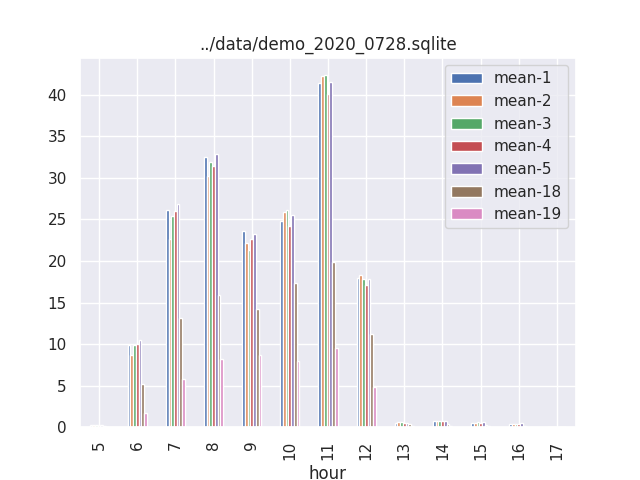 ../data/demo_2020_0728.sqlite
mean-1
mean-2
mean-3
mean-4
mean-5
mean-18
mean-19
40
35
30
25
20
15
10
5
0
5 6 7 8 9 10 11 12 13 14 15 16 17
hour